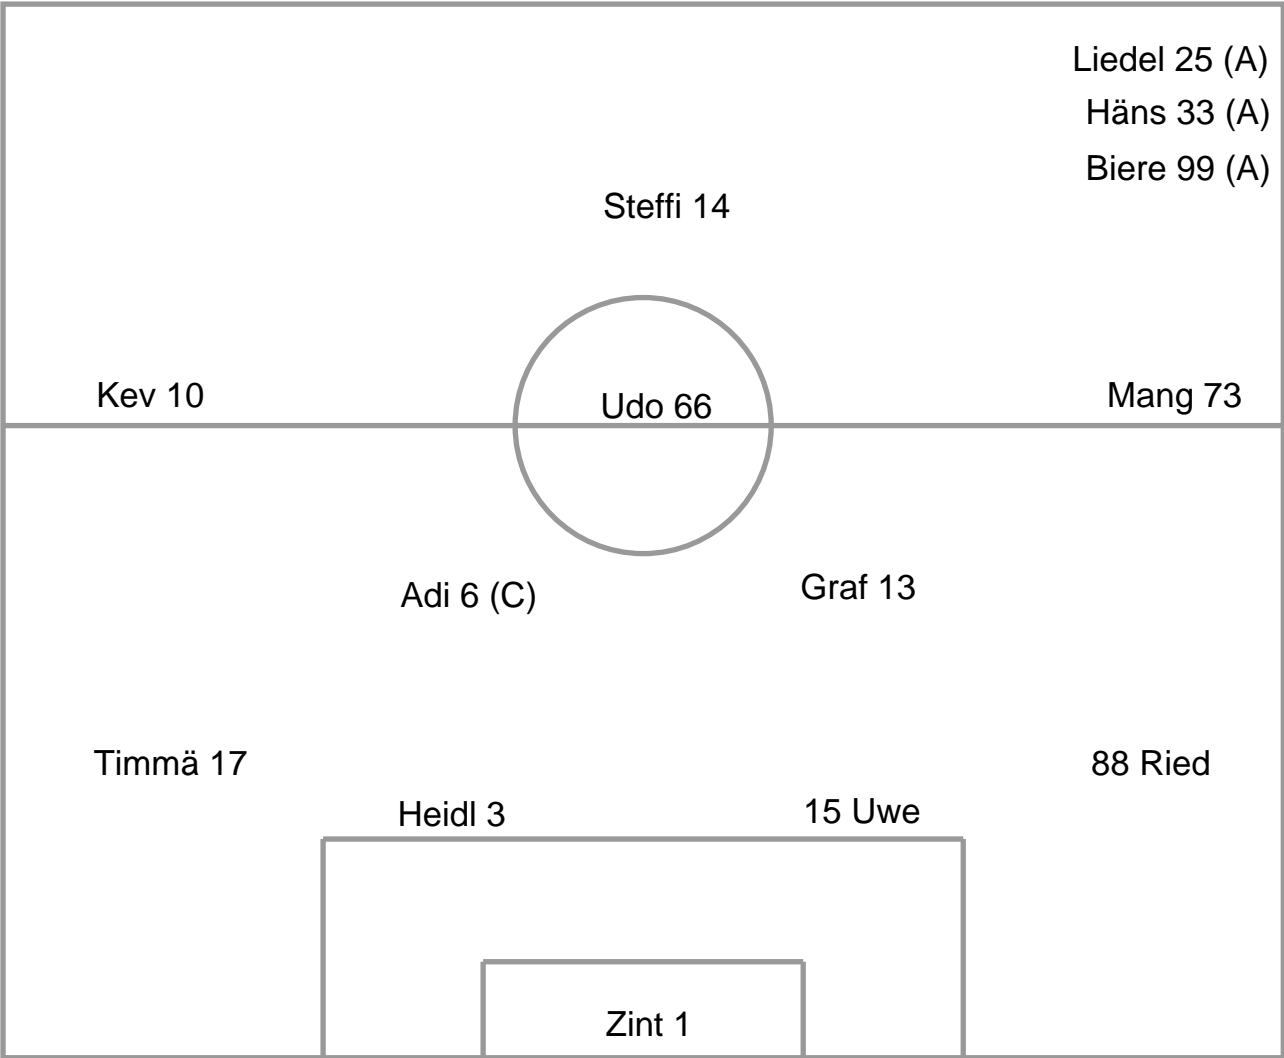 Liedel 25 (A)
Häns 33 (A)
Biere 99 (A)
Steffi 14
Kev 10
Udo 66
Mang 73
Adi 6 (C)
Graf 13
Timmä 17
88 Ried
Heidl 3
15 Uwe
Zint 1